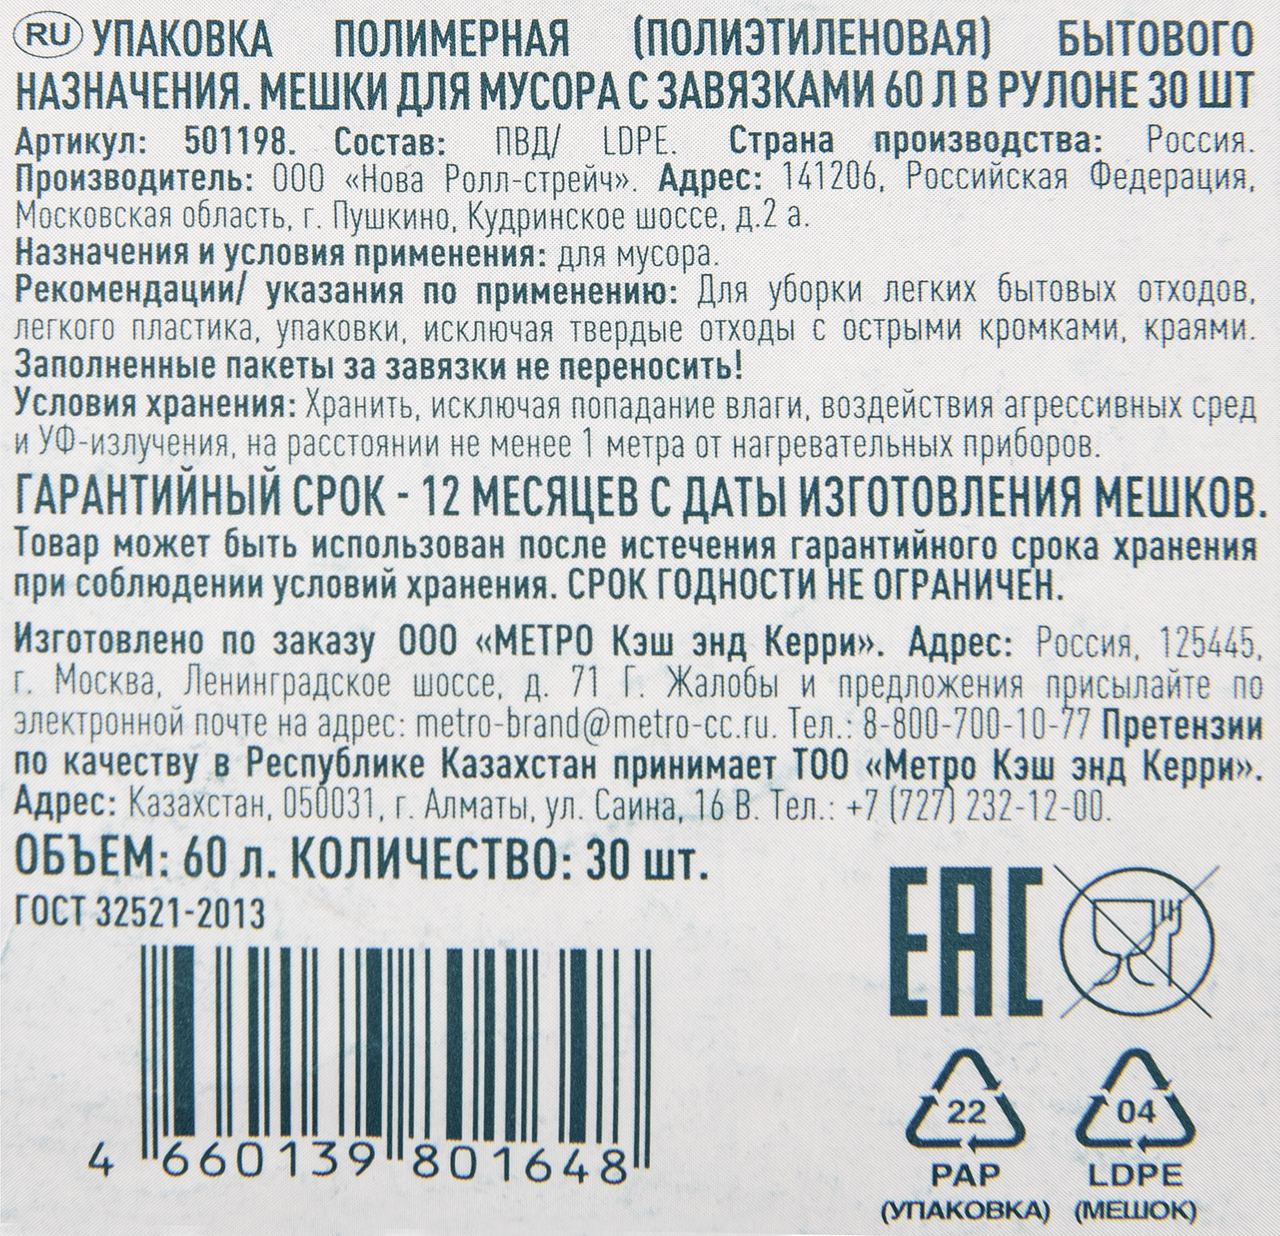 RU УПАКОВКА ПОЛИМЕРНАЯ (ПОЛИЭТИЛЕНОВАЯ) БЫТОВОГО
НАЗНАЧЕНИЯ. МЕШКИ ДЛЯ МУСОРА С ЗАВЯЗКАМИ 60 Л В РУЛОНЕ 30 ШТ
Артикул: 501198. Состав: ПВД/ LDPE. Страна производства: Россия.
Производитель: ООО «Нова Ролл-стрейч». Адрес: 141206, Российская Федерация,
Московская область, г. Пушкино, Кудринское шоссе, д.2 а.
Назначения и условия применения: для мусора.
Рекомендации/ указания по применению: Для уборки легких бытовых отходов,
легкого пластика, упаковки, исключая твердые отходы с острыми кромками, краями.
Заполненные пакеты за завязки не переносить!
Условия хранения: Хранить, исключая попадание влаги, воздействия агрессивных сред
и УФ-излучения, на расстоянии не менее 1 метра от нагревательных приборов.
ГАРАНТИЙНЫЙ СРОК - 12 МЕСЯЦЕВ С ДАТЫ ИЗГОТОВЛЕНИЯ МЕШКОВ.
Товар может быть использован после истечения гарантийного срока хранения
при соблюдении условий хранения. СРОК ГОДНОСТИ НЕ ОГРАНИЧЕН.
Изготовлено по заказу ООО «МЕТРО Кэш энд Керри». Адрес: Россия, 125445,
г. Москва, Ленинградское шоссе, д. 71 Г. Жалобы и предложения присылайте по
электронной почте на адрес: metro-brand@metro-cc.ru. Тел.: 8-800-700-10-77 Претензии
по качеству в Республике Казахстан принимает ТОО «Метро Кэш энд Керри».
Адрес: Казахстан, 050031, г. Алматы, ул. Саина, 16 В. Тел.: +7 (727) 232-12-00.
ОБЪЕМ: 60 л. КОЛИЧЕСТВО: 30 шт.
ГОСТ 32521-2013
EAC
4 660139 801648
22 04
PAP LDPE
(УПАКОВКА) (МЕШОК)